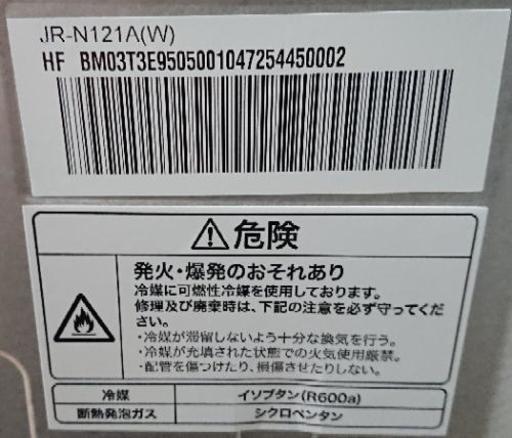 JR-N121A(W)
HF BM03T3E9505001047254450002
⚠危険
発火・爆発のおそれあり
冷媒に可燃性冷媒を使用しております。
修理及び廃棄時は、下記の注意を必ず守ってくだ
さい。
・冷媒が滞留しないよう十分な換気を行う。
・冷媒が充填された状態での火気使用厳禁。
・配管を傷つけたり、損傷させたりしない。
冷媒 イソブタン(R600a)
断熱発泡ガス シクロペンタン